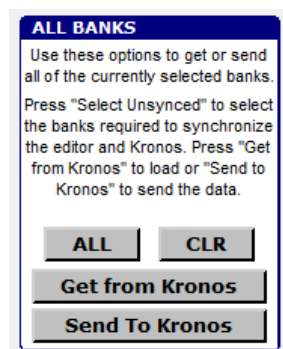 ALL BANKS
Use these options to get or send
all of the currently selected banks.
Press "Select Unsynced" to select
the banks required to synchronize
the editor and Kronos. Press "Get
from Kronos" to load or "Send to
Kronos" to send the data.
ALL CLR
Get from Kronos
Send To Kronos